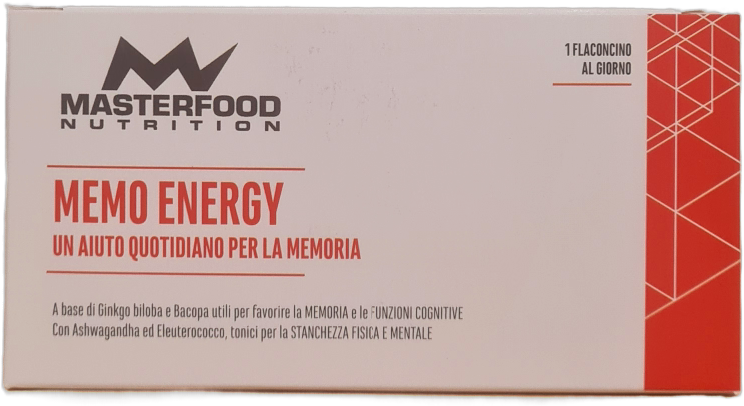 MASTERFOOD
NUTRITION
1 FLACONCINO
AL GIORNO
MEMO ENERGY
UN AIUTO QUOTIDIANO PER LA MEMORIA
A base di Ginkgo biloba e Bacopa utili per favorire la MEMORIA e le FUNZIONI COGNITIVE
Con Ashwagandha ed Eleuterococco, tonici per la STANCHEZZA FISICA E MENTALE